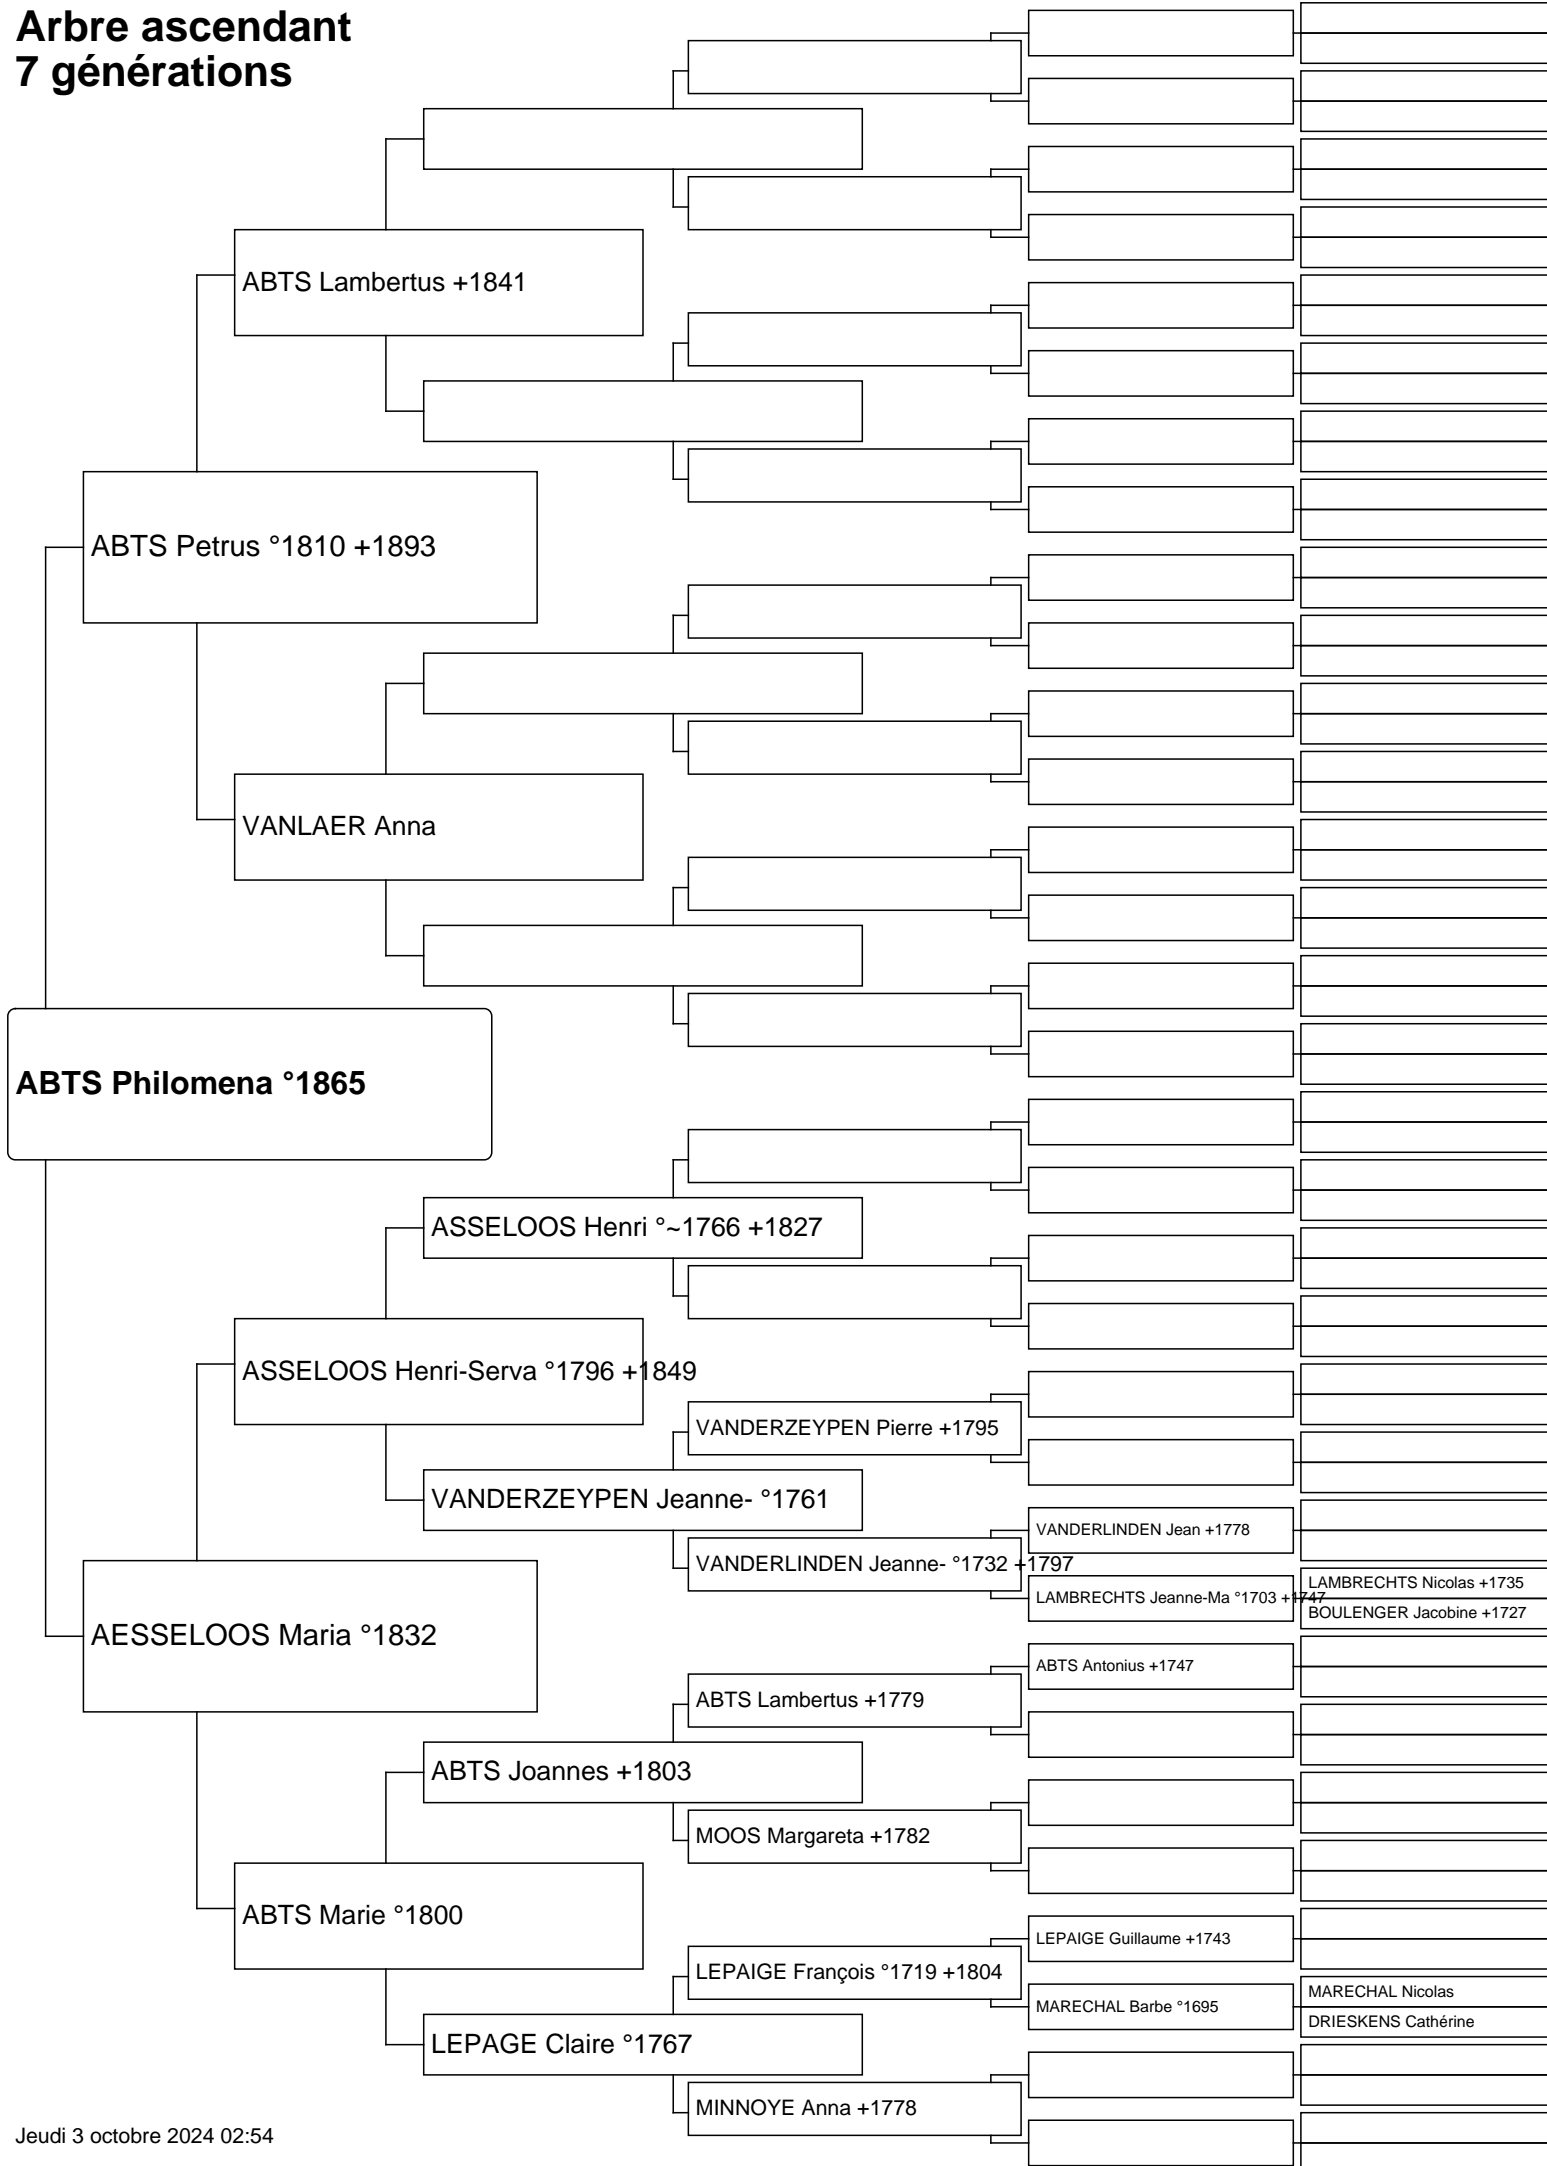 Arbre ascendant
7 générations
ABTS Lambertus +1841
ABTS Petrus °1810 +1893
VANLAER Anna
ABTS Philomena °1865
ASSELOOS Henri °~1766 +1827
ASSELOOS Henri-Serva °1796 +1849
VANDERZEYPEN Pierre +1795
VANDERZEYPEN Jeanne- °1761
VANDERLINDEN Jean +1778
VANDERLINDEN Jeanne- °1732 +1797
LAMBRECHTS Nicolas +1735
LAMBRECHTS Jeanne-Ma °1703 +1747
BOULENGER Jacobine +1727
AESSELOOS Maria °1832
ABTS Antonius +1747
ABTS Lambertus +1779
ABTS Joannes +1803
MOOS Margareta +1782
ABTS Marie °1800
LEPAIGE Guillaume +1743
LEPAIGE François °1719 +1804
MARECHAL Nicolas
MARECHAL Barbe °1695
DRIESKENS Cathérine
LEPAGE Claire °1767
MINNOYE Anna +1778
Jeudi 3 octobre 2024 02:54